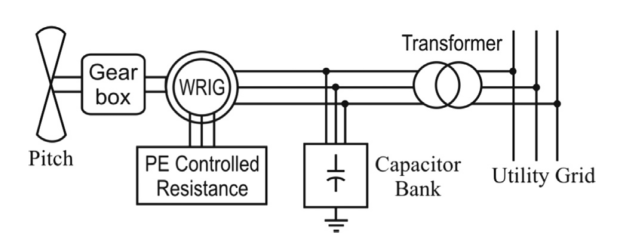 Transformer
Gear
box
WRIG
Pitch
PE Controlled
Resistance
Capacitor
Bank
Utility Grid